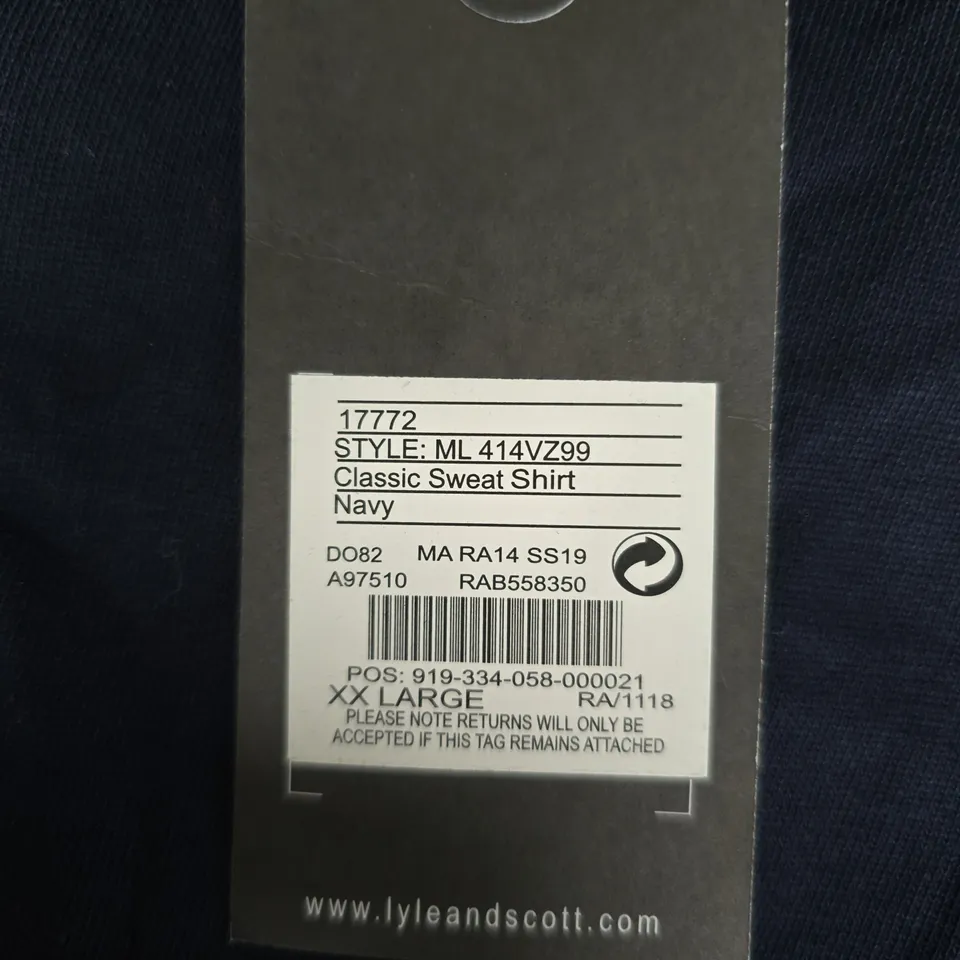 17772
STYLE: ML 414VZ99
Classic Sweat Shirt
Navy
DO82 MA RA14 SS19
A97510 RAB558350
POS: 919-334-058-000021
XX LARGE RA/1118
PLEASE NOTE RETURNS WILL ONLY BE
ACCEPTED IF THIS TAG REMAINS ATTACHED
www.lyleandscott.com